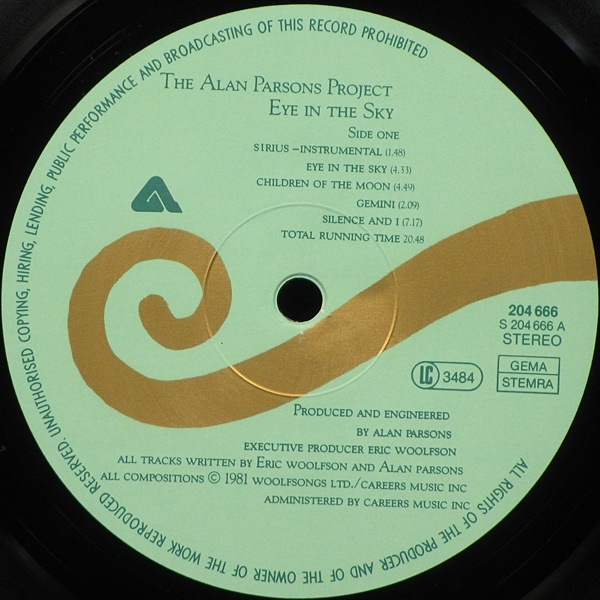 UNAUTHORISED COPYING, HIRING, LENDING, PUBLIC PERFORMANCE AND BROADCASTING OF THIS RECORD PROHIBITED
THE ALAN PARSONS PROJECT
EYE IN THE SKY
SIDE ONE
SIRIUS –INSTRUMENTAL (1.48)
EYE IN THE SKY (4.33)
CHILDREN OF THE MOON (4.49)
GEMINI (2.09)
SILENCE AND I (7.17)
TOTAL RUNNING TIME 20.48
204 666
S 204 666 A
STEREO
LC 3484
GEMA
STEMRA
PRODUCED AND ENGINEERED
BY ALAN PARSONS
EXECUTIVE PRODUCER ERIC WOOLFSON
ALL TRACKS WRITTEN BY ERIC WOOLFSON AND ALAN PARSONS
ALL COMPOSITIONS © 1981 WOOLFSONGS LTD./CAREERS MUSIC INC
ADMINISTERED BY CAREERS MUSIC INC
ALL RIGHTS OF THE PRODUCER AND OF THE OWNER OF THE WORK REPRODUCED RESERVED.